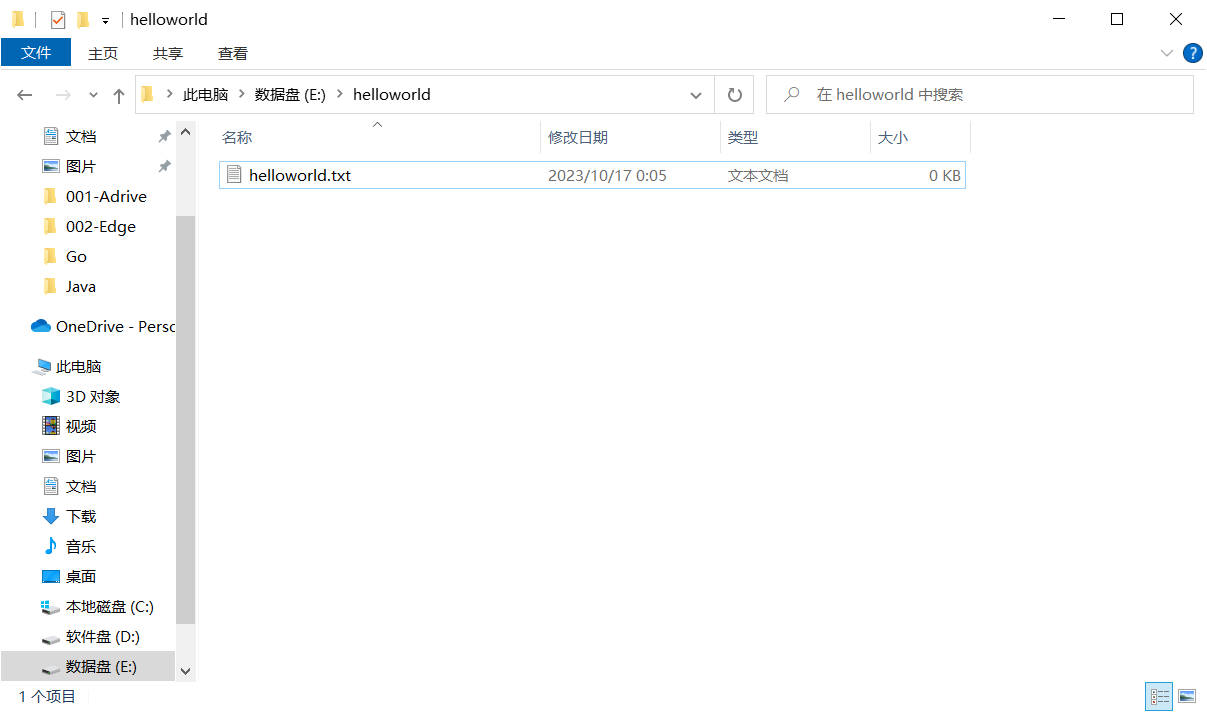 helloworld
文件 主页 共享 查看
此电脑 数据盘 (E:) helloworld 在 helloworld 中搜索
名称 修改日期 类型 大小
helloworld.txt 2023/10/17 0:05 文本文档 0 KB
文档
图片
001-Adrive
002-Edge
Go
Java
OneDrive - Perso
此电脑
3D 对象
视频
图片
文档
下载
音乐
桌面
本地磁盘 (C:)
软件盘 (D:)
数据盘 (E:)
1 个项目